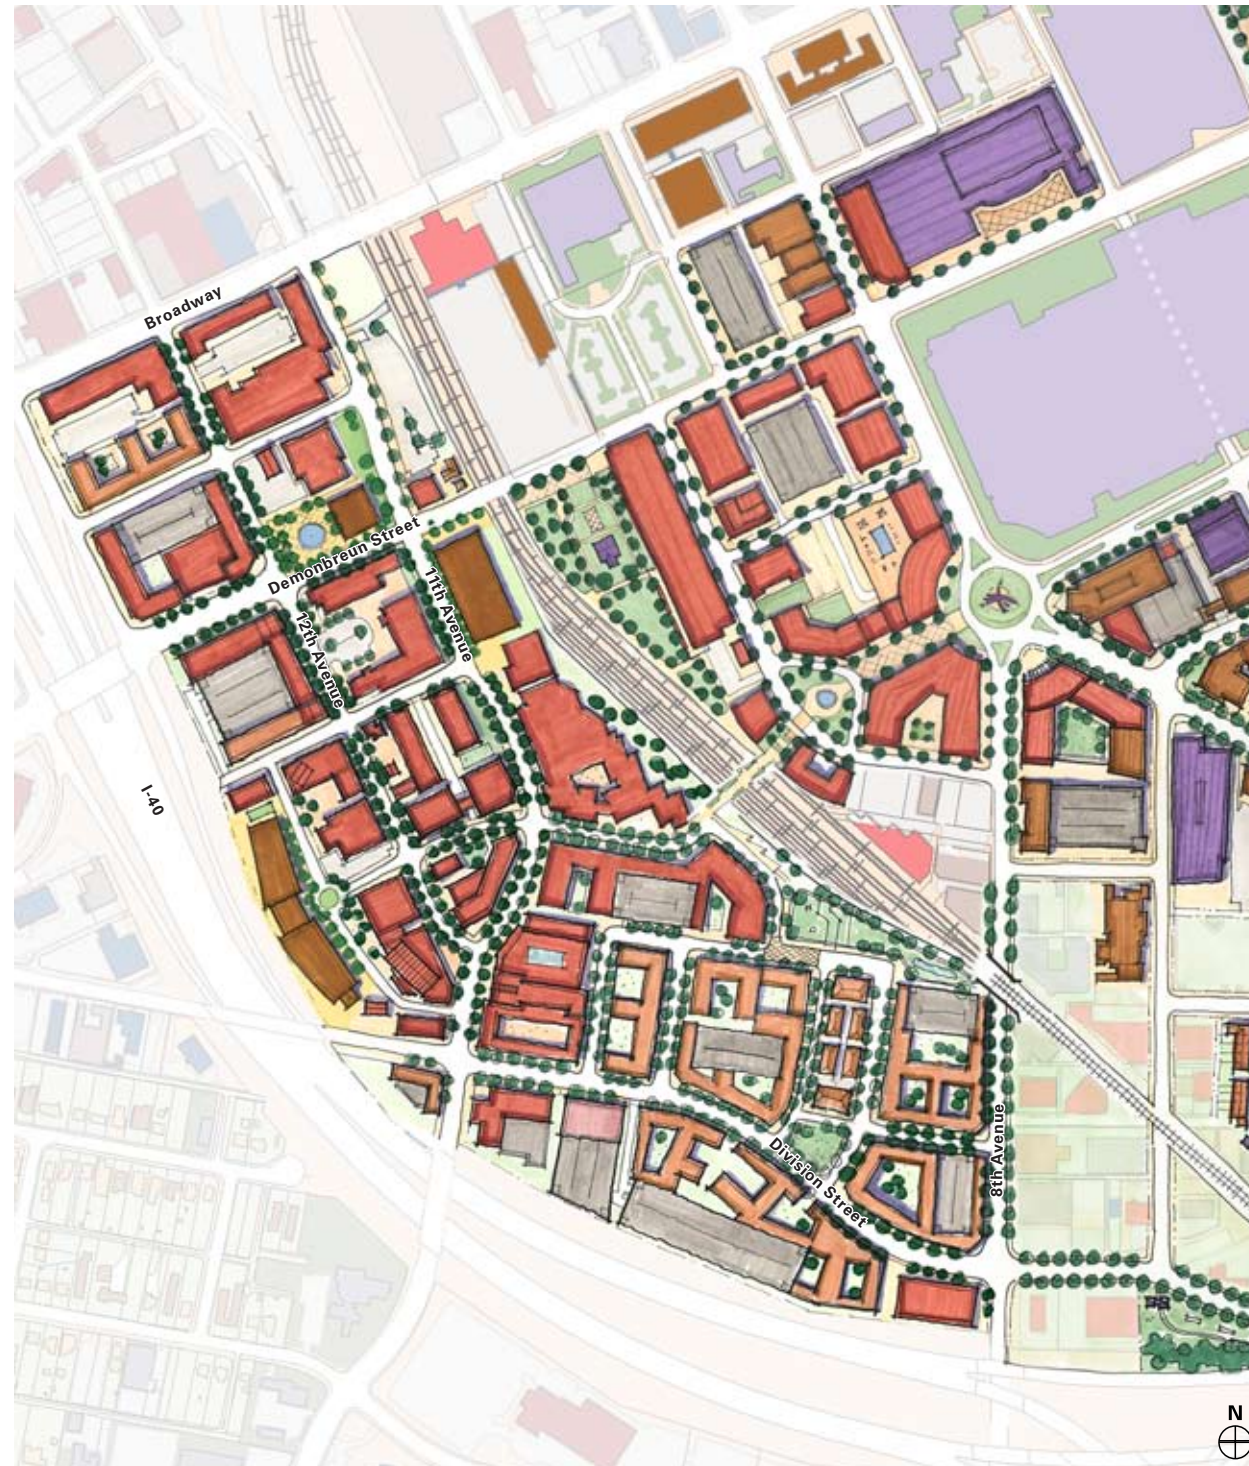 Broadway
Demonbreun Street
11th Avenue
12th Avenue
I-40
8th Avenue
Division Street
N